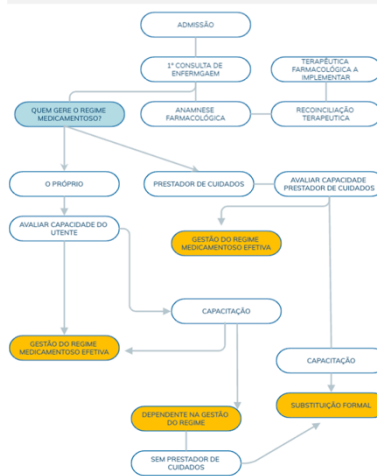 ADMISSÃO
1ª CONSULTA DE
ENFERMGAEM
TERAPÊUTICA
FARMACOLÓGICA A
IMPLEMENTAR
QUEM GERE O REGIME
MEDICAMENTOSO?
ANAMNESE
FARMACOLÓGICA
RECOINCILIAÇÃO
TERAPEUTICA
O PRÓPRIO
PRESTADOR DE CUIDADOS
AVALIAR CAPACIDADE
PRESTADOR DE CUIDADOS
AVALIAR CAPACIDADE DO
UTENTE
GESTÃO DO REGIME
MEDICAMENTOSO EFETIVA
CAPACITAÇÃO
GESTÃO DO REGIME
MEDICAMENTOSO EFETIVA
CAPACITAÇÃO
DEPENDENTE NA GESTÃO
DO REGIME
SUBSTITUIÇÃO FORMAL
SEM PRESTADOR DE
CUIDADOS